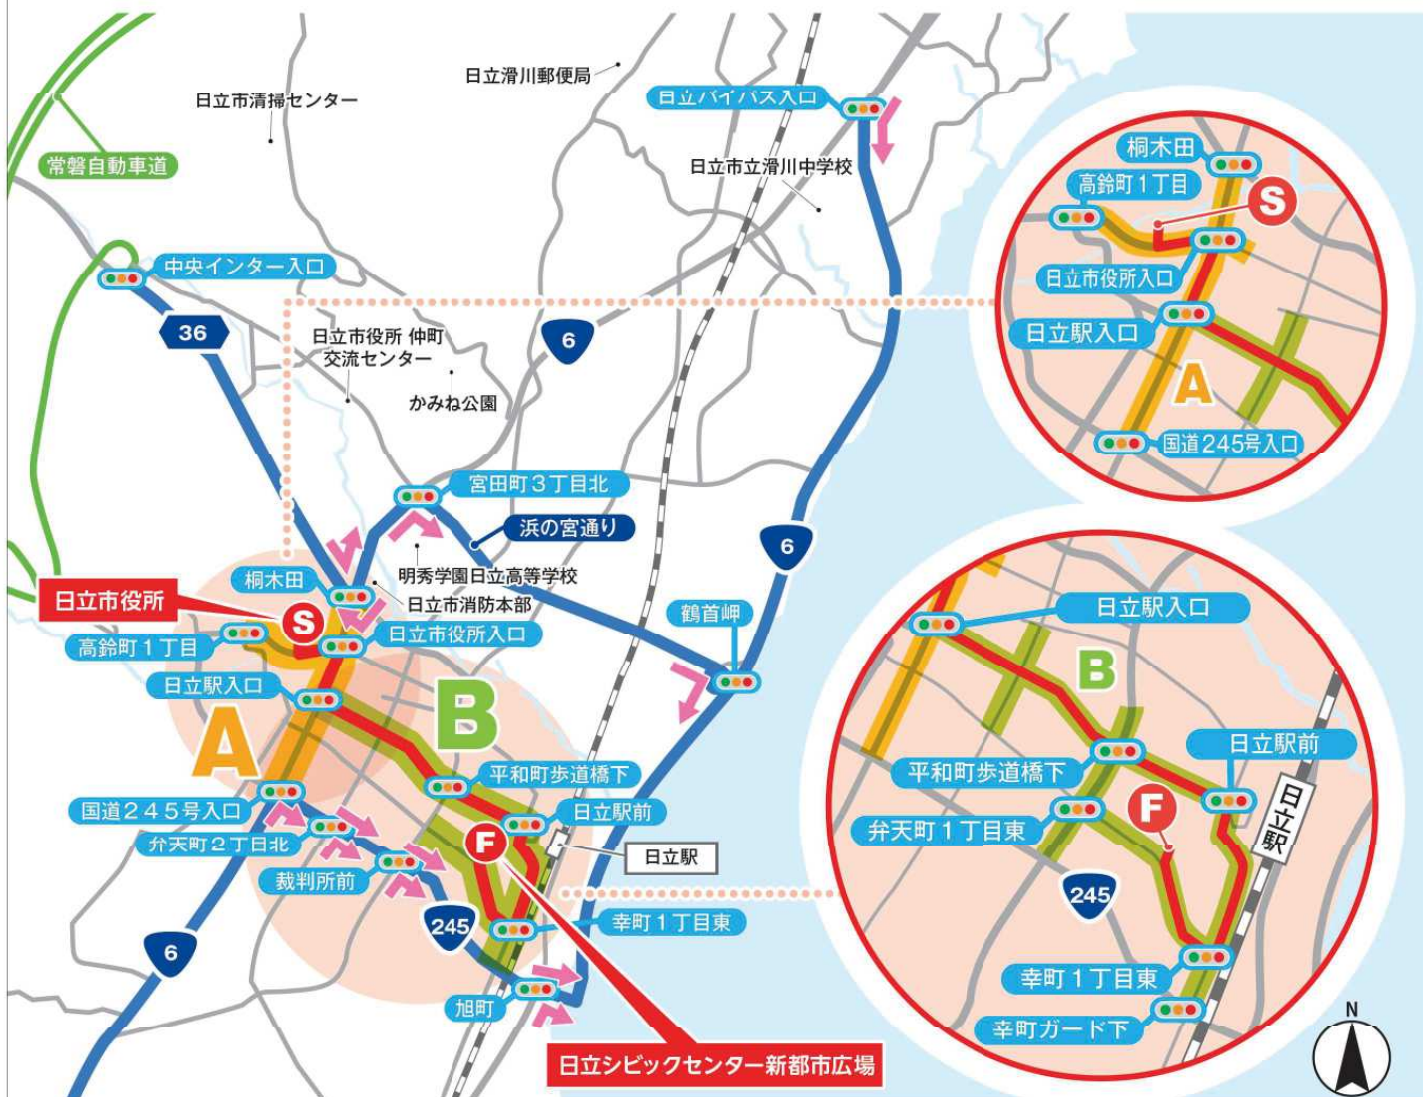 日立滑川郵便局
日立市清掃センター
日立バイパス入口
常磐自動車道
日立市立滑川中学校
中央インター入口
36
6
日立市役所 仲町
交流センター
かみね公園
宮田町3丁目北
浜の宮通り
6
桐木田
明秀学園日立高等学校
日立市消防本部
日立市役所
S
鶴首岬
高鈴町1丁目
日立市役所入口
日立駅入口
A
B
平和町歩道橋下
国道245号入口
日立駅前
弁天町2丁目北
F
日立駅
裁判所前
245
幸町1丁目東
6
旭町
日立シビックセンター新都市広場
桐木田
高鈴町1丁目
S
日立市役所入口
日立駅入口
A
国道245号入口
日立駅入口
B
日立駅前
平和町歩道橋下
F
弁天町1丁目東
日立駅
245
幸町1丁目東
幸町ガード下
N